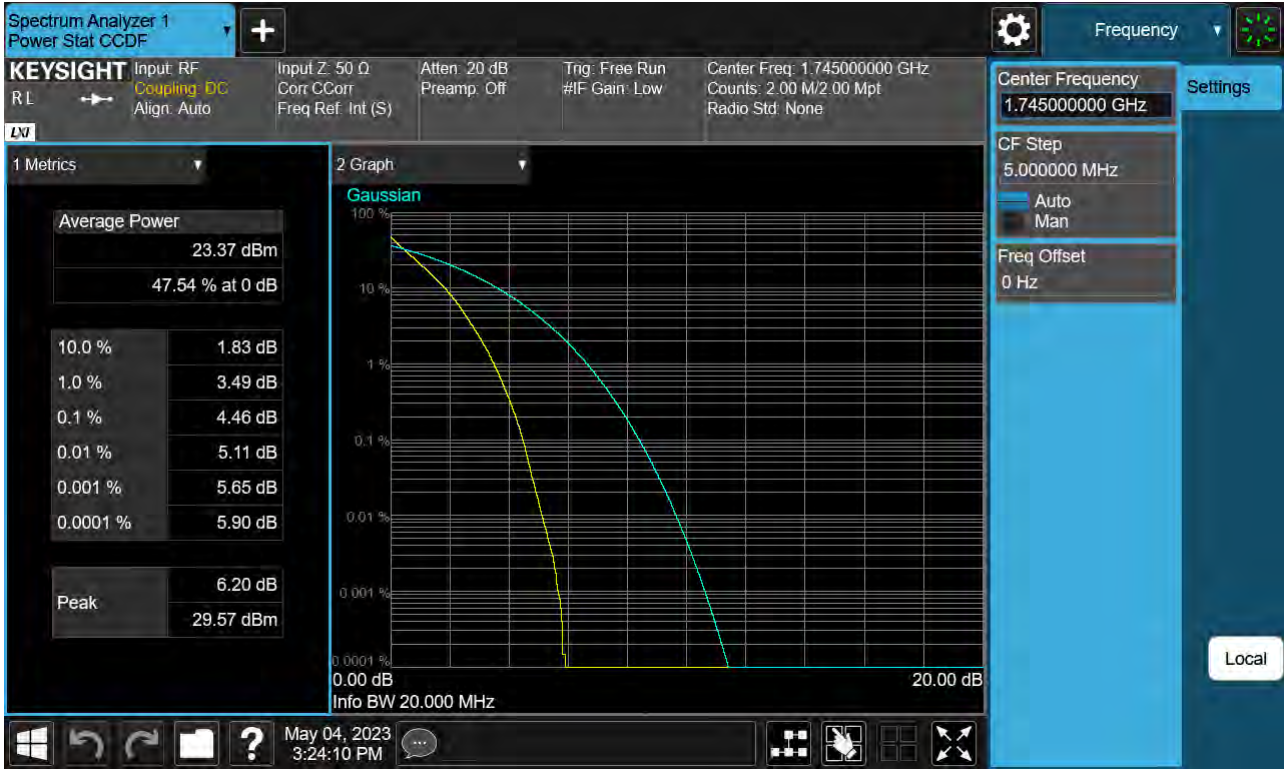 Spectrum Analyzer 1
Power Stat CCDF
Frequency
KEYSIGHT
R L
LXI
Input: RF
Coupling: DC
Align: Auto
Input Z: 50 Ω
Corr CCorr
Freq Ref: Int (S)
Atten: 20 dB
Preamp: Off
Trig: Free Run
#IF Gain: Low
Center Freq: 1.745000000 GHz
Counts: 2.00 M/2.00 Mpt
Radio Std: None
Center Frequency
1.745000000 GHz
Settings
CF Step
5.000000 MHz
Auto
Man
Freq Offset
0 Hz
1 Metrics
Average Power
23.37 dBm
47.54 % at 0 dB
10.0 % 1.83 dB
1.0 % 3.49 dB
0.1 % 4.46 dB
0.01 % 5.11 dB
0.001 % 5.65 dB
0.0001 % 5.90 dB
Peak
6.20 dB
29.57 dBm
2 Graph
Gaussian
100 %
10 %
1 %
0.1 %
0.01 %
0.001 %
0.0001 %
0.00 dB 20.00 dB
Info BW 20.000 MHz
Local
?
May 04, 2023
3:24:10 PM